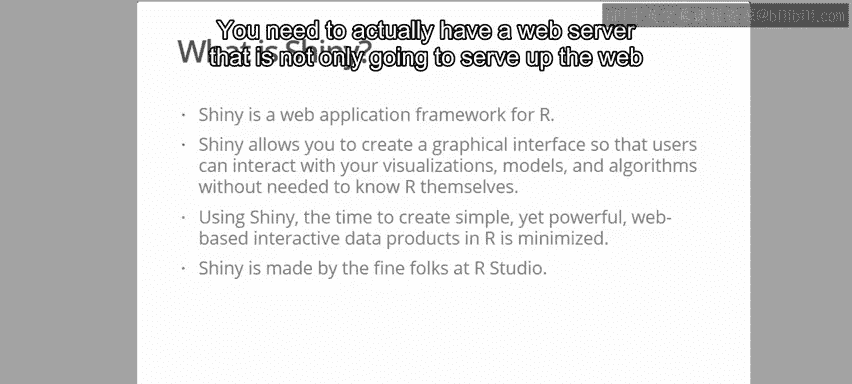 You need to actually have a web server
that is not only going to serve up the web
What is Shiny?
· Shiny is a web application framework for R.
· Shiny allows you to create a graphical interface so that users
can interact with your visualizations, models, and algorithms
without needed to know R themselves.
· Using Shiny, the time to create simple, yet powerful, web-
based interactive data products in R is minimized.
· Shiny is made by the fine folks at R Studio.